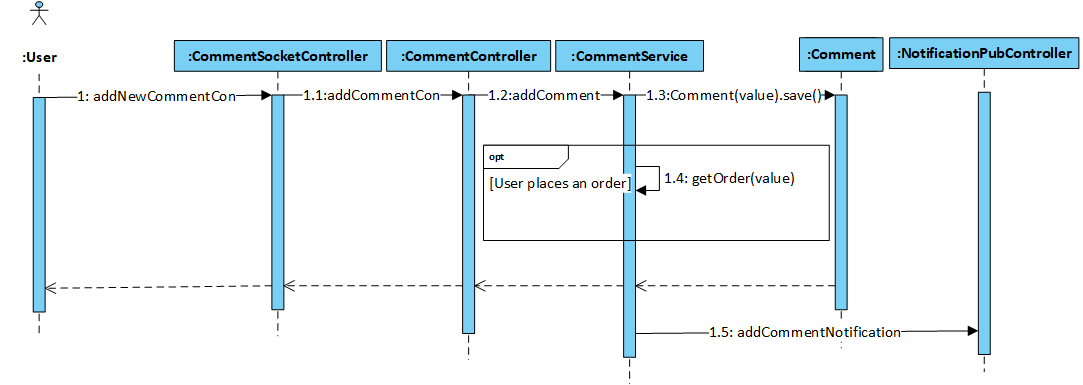 :User
:CommentSocketController
:CommentController
:CommentService
:Comment
:NotificationPubController
1: addNewCommentCon
1.1:addCommentCon
1.2:addComment
1.3:Comment(value).save()
opt
[User places an order]
1.4: getOrder(value)
1.5: addCommentNotification